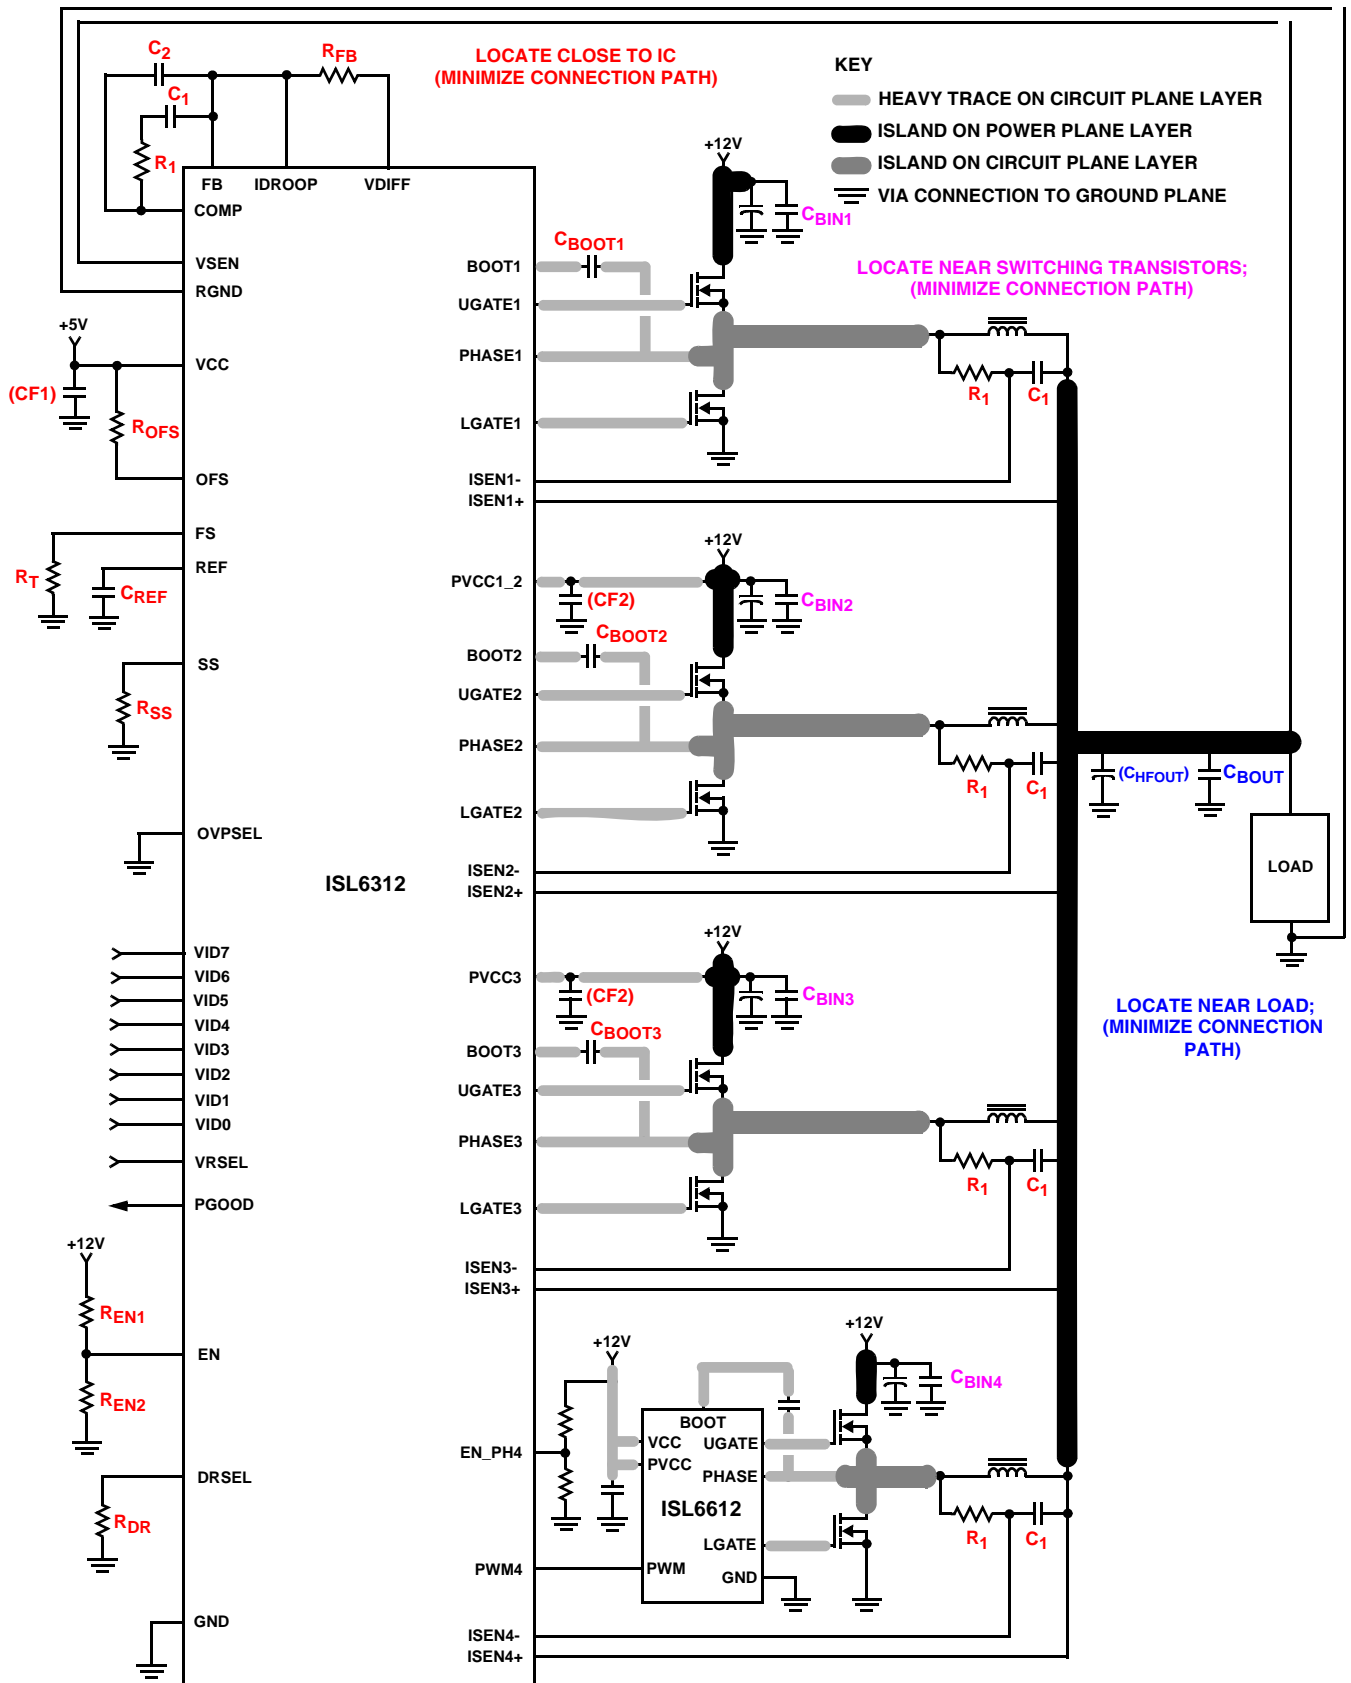 C2
RFB
LOCATE CLOSE TO IC
(MINIMIZE CONNECTION PATH)
C1
R1
KEY
HEAVY TRACE ON CIRCUIT PLANE LAYER
ISLAND ON POWER PLANE LAYER
ISLAND ON CIRCUIT PLANE LAYER
VIA CONNECTION TO GROUND PLANE
FB
IDROOP
VDIFF
COMP
VSEN
RGND
+5V
VCC
(CF1)
ROFS
OFS
FS
RT
REF
CREF
SS
RSS
OVPSEL
ISL6312
VID7
VID6
VID5
VID4
VID3
VID2
VID1
VID0
VRSEL
PGOOD
+12V
REN1
EN
REN2
DRSEL
RDR
GND
+12V
CBIN1
CBOOT1
BOOT1
UGATE1
PHASE1
LGATE1
ISEN1-
ISEN1+
LOCATE NEAR SWITCHING TRANSISTORS;
(MINIMIZE CONNECTION PATH)
R1
C1
+12V
PVCC1_2
(CF2)
CBIN2
CBOOT2
BOOT2
UGATE2
PHASE2
LGATE2
ISEN2-
ISEN2+
R1
C1
(CHFOUT)
CBOUT
LOAD
+12V
PVCC3
(CF2)
CBIN3
CBOOT3
BOOT3
UGATE3
PHASE3
LGATE3
ISEN3-
ISEN3+
R1
C1
LOCATE NEAR LOAD;
(MINIMIZE CONNECTION
PATH)
+12V
+12V
CBIN4
EN_PH4
BOOT
VCC
UGATE
PVCC
PHASE
ISL6612
LGATE
PWM
GND
PWM4
R1
C1
ISEN4-
ISEN4+